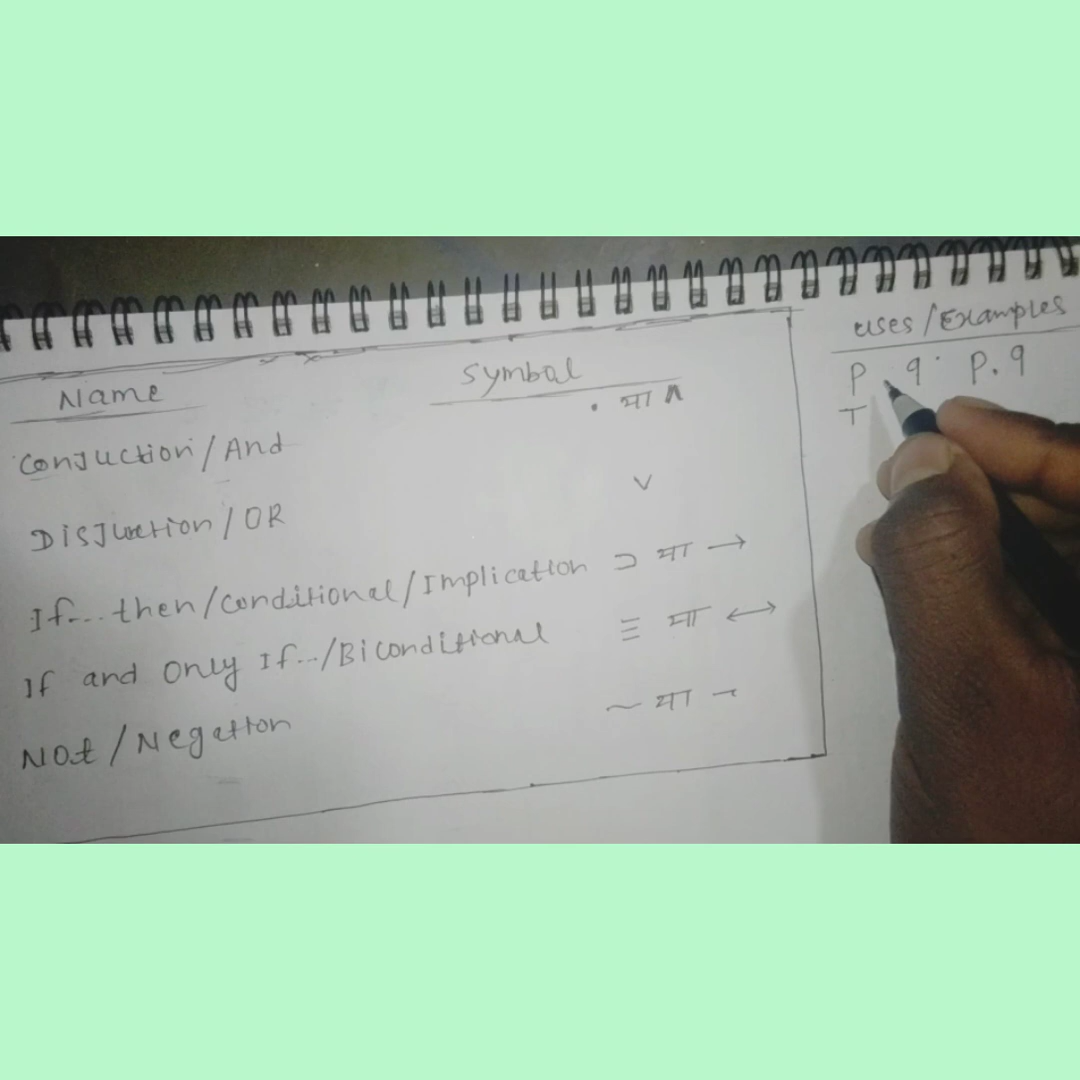 Name Symbol
Conjuction/And . या ∧
DisJuction/OR ∨
If...then/Conditional/Implication ⊃ या →
If and only If.../Biconditional ≡ या ↔
Not/Negation ~ या ¬
Uses/Examples
P q P.q
T